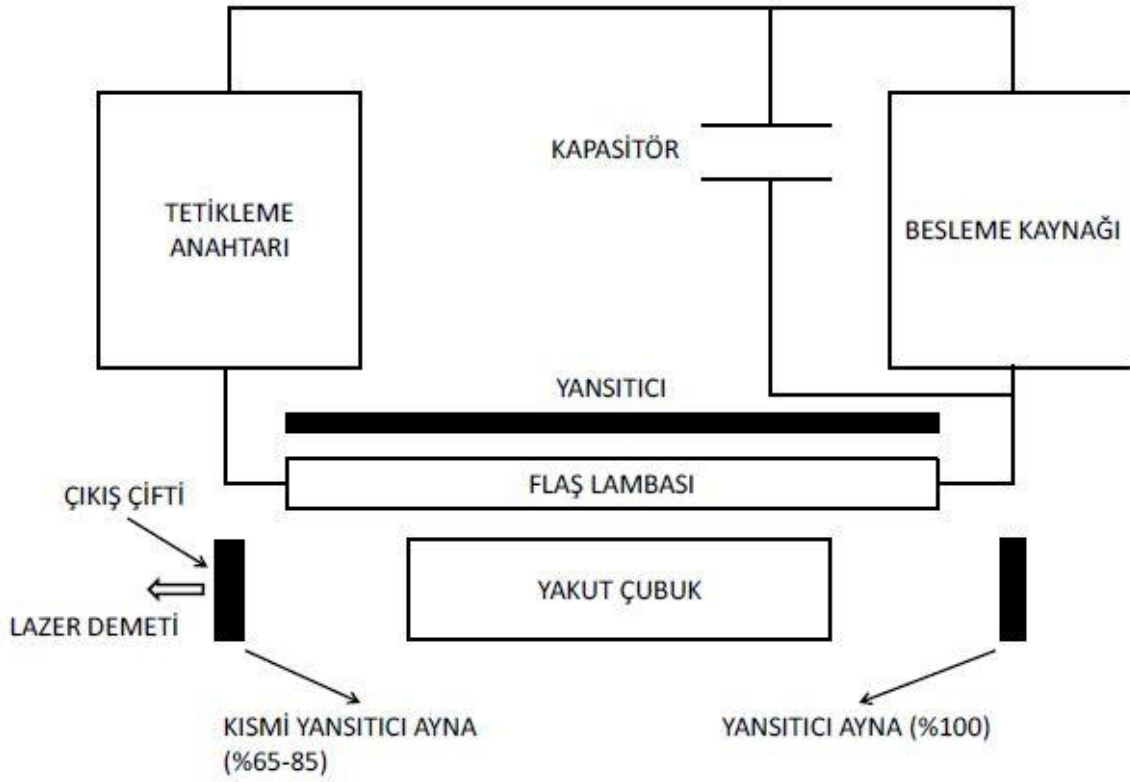 KAPASİTÖR
TETİKLEME
ANAHTARI
BESLEME KAYNAĞI
YANSITICI
FLAŞ LAMBASI
ÇIKIŞ ÇİFTİ
YAKUT ÇUBUK
LAZER DEMETİ
KISMİ YANSITICI AYNA
(%65-85)
YANSITICI AYNA (%100)